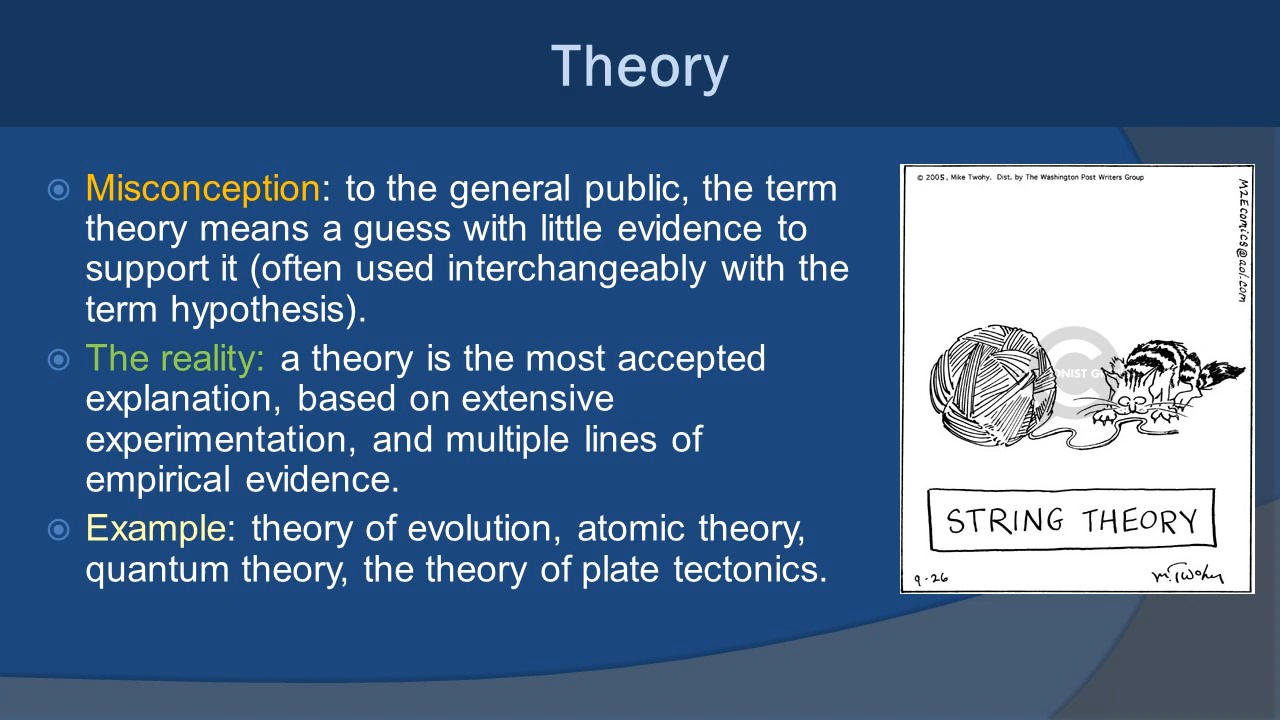 Theory
Misconception: to the general public, the term
theory means a guess with little evidence to
support it (often used interchangeably with the
term hypothesis).
The reality: a theory is the most accepted
explanation, based on extensive
experimentation, and multiple lines of
empirical evidence.
Example: theory of evolution, atomic theory,
quantum theory, the theory of plate tectonics.
© 2005, Mike Twohy. Dist. by The Washington Post Writers Group
M2Ecomics@aol.com
C
ONIST G
STRING THEORY
9-26
M.Twohy